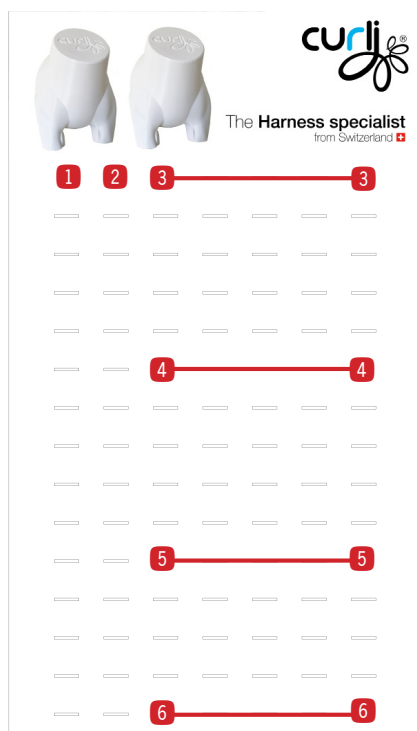 curli®
The Harness specialist
from Switzerland
1 2 3 3
4 4
5 5
6 6